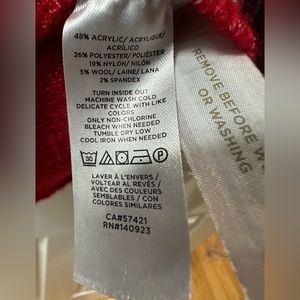 48% ACRYLIC/ ACRYLIQUE/
ACRÍLICO
26% POLYESTER/ POLIÉSTER
19% NYLON/ NILÓN
5% WOOL/ LAINE/ LANA
2% SPANDEX
TURN INSIDE OUT
MACHINE WASH COLD
DELICATE CYCLE WITH LIKE
COLORS
ONLY NON-CHLORINE
BLEACH WHEN NEEDED
TUMBLE DRY LOW
COOL IRON WHEN NEEDED
30
LAVER À L'ENVERS /
VOLTEAR AL REVÉS /
AVEC DES COULEURS
SEMBLABLES / CON
COLORES SIMILARES
CA#57421
RN#140923
REMOVE BEFORE W
OR WASHING